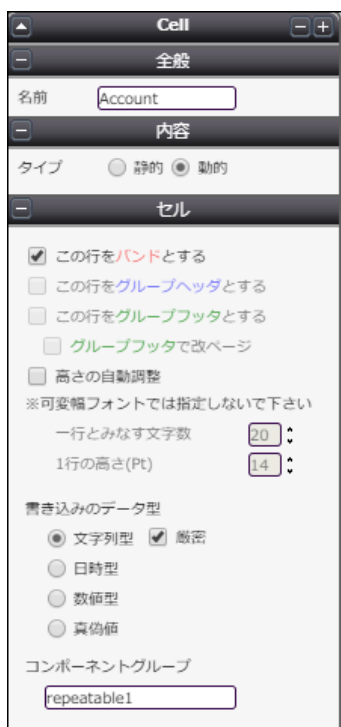 Cell
全般
名前 Account
内容
タイプ 静的 動的
セル
この行をバンドとする
この行をグループヘッダとする
この行をグループフッタとする
グループフッタで改ページ
高さの自動調整
※可変幅フォントでは指定しないで下さい
一行とみなす文字数 20
1行の高さ(Pt) 14
書き込みのデータ型
文字列型 厳密
日時型
数値型
真偽値
コンポーネントグループ
repeatable1